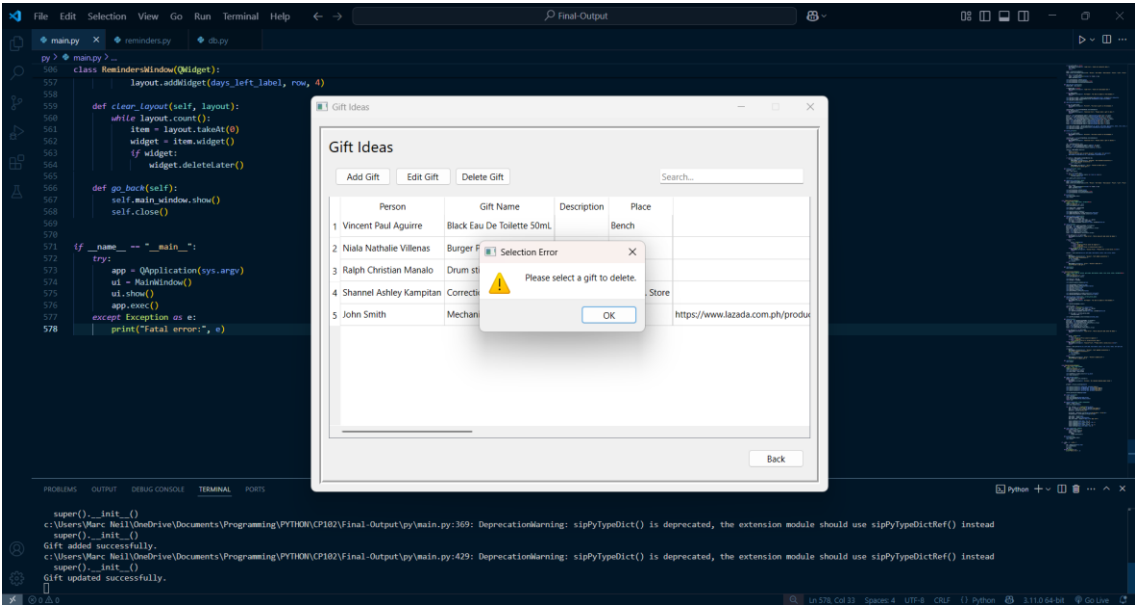 File Edit Selection View Go Run Terminal Help
Final-Output
main.py
reminders.py
db.py
py > main.py > ...
506 class RemindersWindow(QWidget):
557 layout.addWidget(days_left_label, row, 4)
558
559 def clear_layout(self, layout):
560 while layout.count():
561 item = layout.takeAt(0)
562 widget = item.widget()
563 if widget:
564 widget.deleteLater()
565
566 def go_back(self):
567 self.main_window.show()
568 self.close()
569
570
571 if __name__ == "__main__":
572 try:
573 app = QApplication(sys.argv)
574 ui = MainWindow()
575 ui.show()
576 app.exec()
577 except Exception as e:
578 print("Fatal error:", e)
Gift Ideas
Gift Ideas
Add Gift Edit Gift Delete Gift Search...
Person Gift Name Description Place
1 Vincent Paul Aguirre Black Eau De Toilette 50mL Bench
2 Niala Nathalie Villenas Burger P
3 Ralph Christian Manalo Drum sti
4 Shannel Ashley Kampitan Correcti . Store
5 John Smith Mechan https://www.lazada.com.ph/produ
Selection Error
Please select a gift to delete.
OK
Back
PROBLEMS OUTPUT DEBUG CONSOLE TERMINAL PORTS
Python
super().__init__()
c:\Users\Marc Neil\OneDrive\Documents\Programming\PYTHON\CP102\Final-Output\py\main.py:369: DeprecationWarning: sipPyTypeDict() is deprecated, the extension module should use sipPyTypeDictRef() instead
super().__init__()
Gift added successfully.
c:\Users\Marc Neil\OneDrive\Documents\Programming\PYTHON\CP102\Final-Output\py\main.py:429: DeprecationWarning: sipPyTypeDict() is deprecated, the extension module should use sipPyTypeDictRef() instead
super().__init__()
Gift updated successfully.
0 0 Ln 578, Col 33 Spaces: 4 UTF-8 CRLF Python 3.11.0 64-bit Go Live